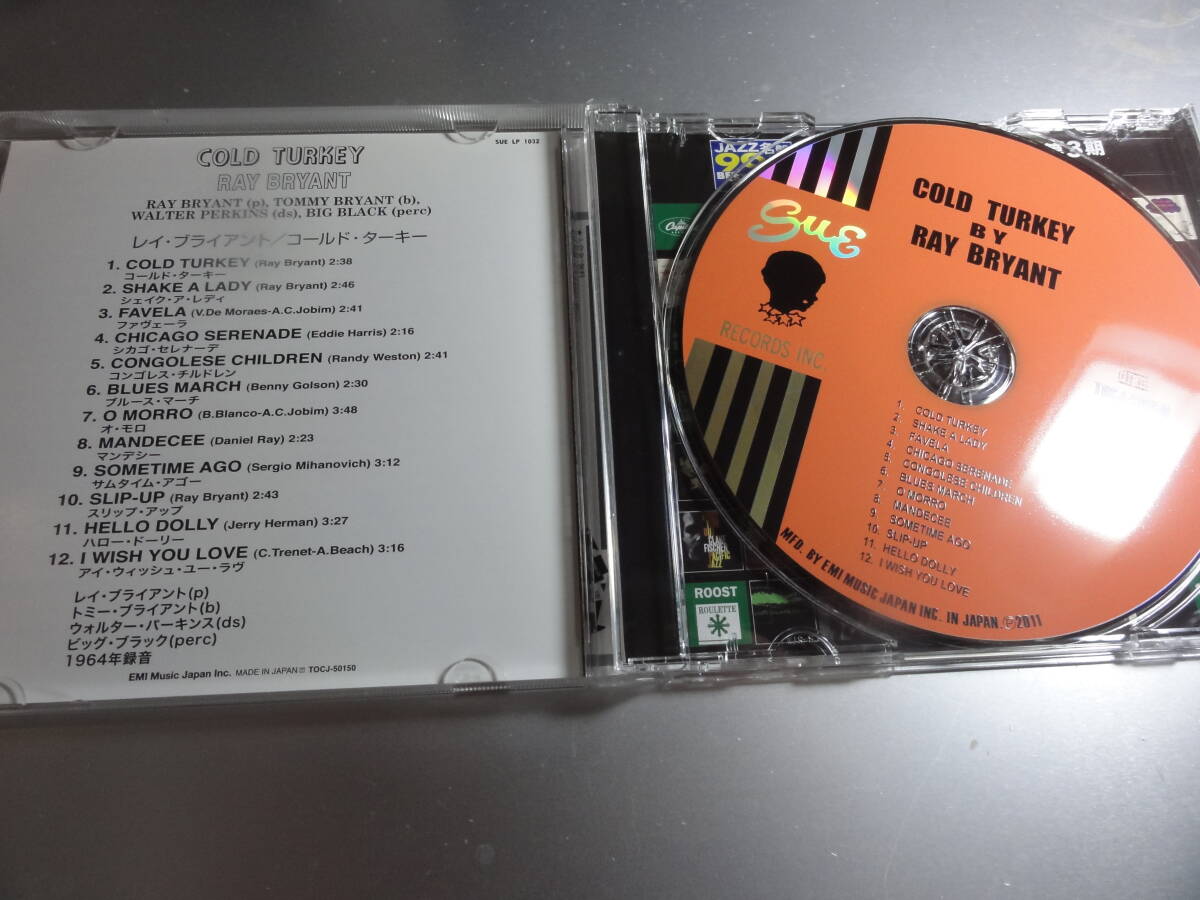 SUE LP 1032
COLD TURKEY
RAY BRYANT
RAY BRYANT (p), TOMMY BRYANT (b),
WALTER PERKINS (ds), BIG BLACK (perc)
レイ・ブライアント/コールド・ターキー
1. COLD TURKEY (Ray Bryant) 2:38
コールド・ターキー
2. SHAKE A LADY (Ray Bryant) 2:46
シェイク・ア・レディ
3. FAVELA (V.De Moraes-A.C.Jobim) 2:41
ファヴェーラ
4. CHICAGO SERENADE (Eddie Harris) 2:16
シカゴ・セレナーデ
5. CONGOLESE CHILDREN (Randy Weston) 2:41
コンゴレス・チルドレン
6. BLUES MARCH (Benny Golson) 2:30
ブルース・マーチ
7. O MORRO (B.Blanco-A.C.Jobim) 3:48
オ・モロ
8. MANDECEE (Daniel Ray) 2:23
マンデシー
9. SOMETIME AGO (Sergio Mihanovich) 3:12
サムタイム・アゴー
10. SLIP-UP (Ray Bryant) 2:43
スリップ・アップ
11. HELLO DOLLY (Jerry Herman) 3:27
ハロー・ドーリー
12. I WISH YOU LOVE (C.Trenet-A.Beach) 3:16
アイ・ウィッシュ・ユー・ラヴ
レイ・ブライアント(p)
トミー・ブライアント(b)
ウォルター・パーキンス(ds)
ビッグ・ブラック(perc)
1964年録音
EMI Music Japan Inc. MADE IN JAPAN Ⓟ TOCJ-50150
JAZZ名盤
99
3期
Capitol
SUE
RECORDS INC.
COLD TURKEY
BY
RAY BRYANT
1. COLD TURKEY
2. SHAKE A LADY
3. FAVELA
4. CHICAGO SERENADE
5. CONGOLESE CHILDREN
6. BLUES MARCH
7. O MORRO
8. MANDECEE
9. SOMETIME AGO
10. SLIP-UP
11. HELLO DOLLY
12. I WISH YOU LOVE
MFD. BY EMI MUSIC JAPAN INC. IN JAPAN. Ⓟ2011
ROOST
ROULETTE